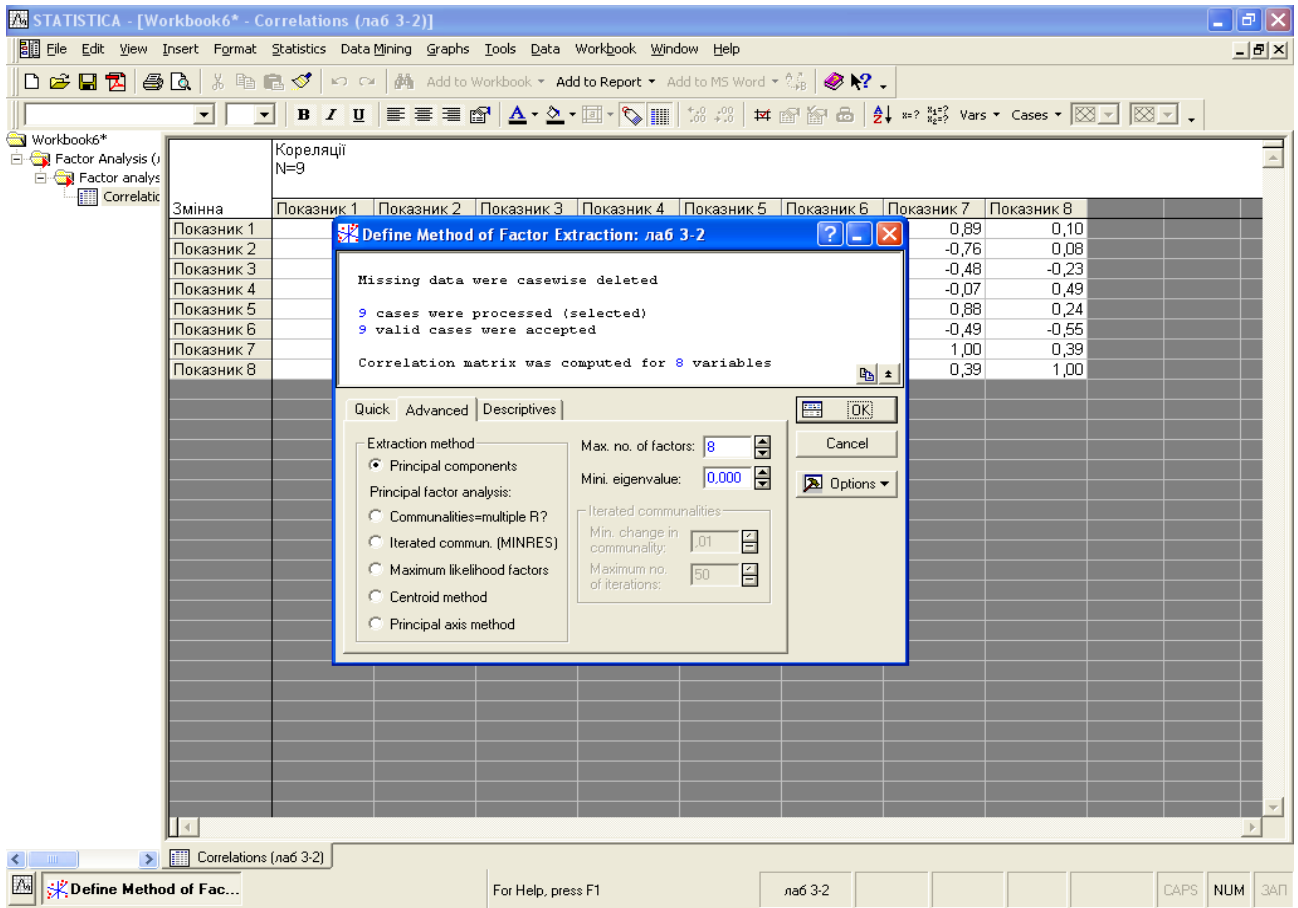 STATISTICA - [Workbook6* - Correlations (лаб 3-2)]
File Edit View Insert Format Statistics Data Mining Graphs Tools Data Workbook Window Help
Add to Workbook Add to Report Add to MS Word
B I U Vars Cases
Workbook6*
Factor Analysis (л
Factor analys
Correlatic
Кореляції
N=9
Змінна Показник 1 Показник 2 Показник 3 Показник 4 Показник 5 Показник 6 Показник 7 Показник 8
Показник 1 0,89 0,10
Показник 2 -0,76 0,08
Показник 3 -0,48 -0,23
Показник 4 -0,07 0,49
Показник 5 0,88 0,24
Показник 6 -0,49 -0,55
Показник 7 1,00 0,39
Показник 8 0,39 1,00
Define Method of Factor Extraction: лаб 3-2
Missing data were casewise deleted
9 cases were processed (selected)
9 valid cases were accepted
Correlation matrix was computed for 8 variables
Quick Advanced Descriptives
OK
Cancel
Options
Extraction method
Principal components
Principal factor analysis:
Communalities=multiple R?
Iterated commun. (MINRES)
Maximum likelihood factors
Centroid method
Principal axis method
Max. no. of factors: 8
Mini. eigenvalue: 0,000
Iterated communalities
Min. change in communality: ,01
Maximum no. of iterations: 50
Correlations (лаб 3-2)
Define Method of Fac... For Help, press F1 лаб 3-2 CAPS NUM ЗАП